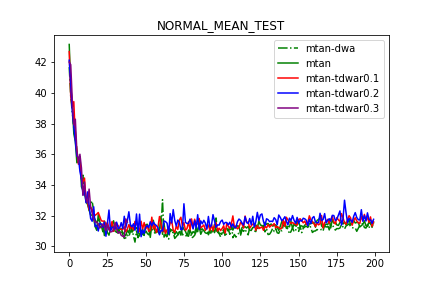 NORMAL_MEAN_TEST
mtan-dwa
mtan
mtan-tdwar0.1
mtan-tdwar0.2
mtan-tdwar0.3
42
40
38
36
34
32
30
0 25 50 75 100 125 150 175 200